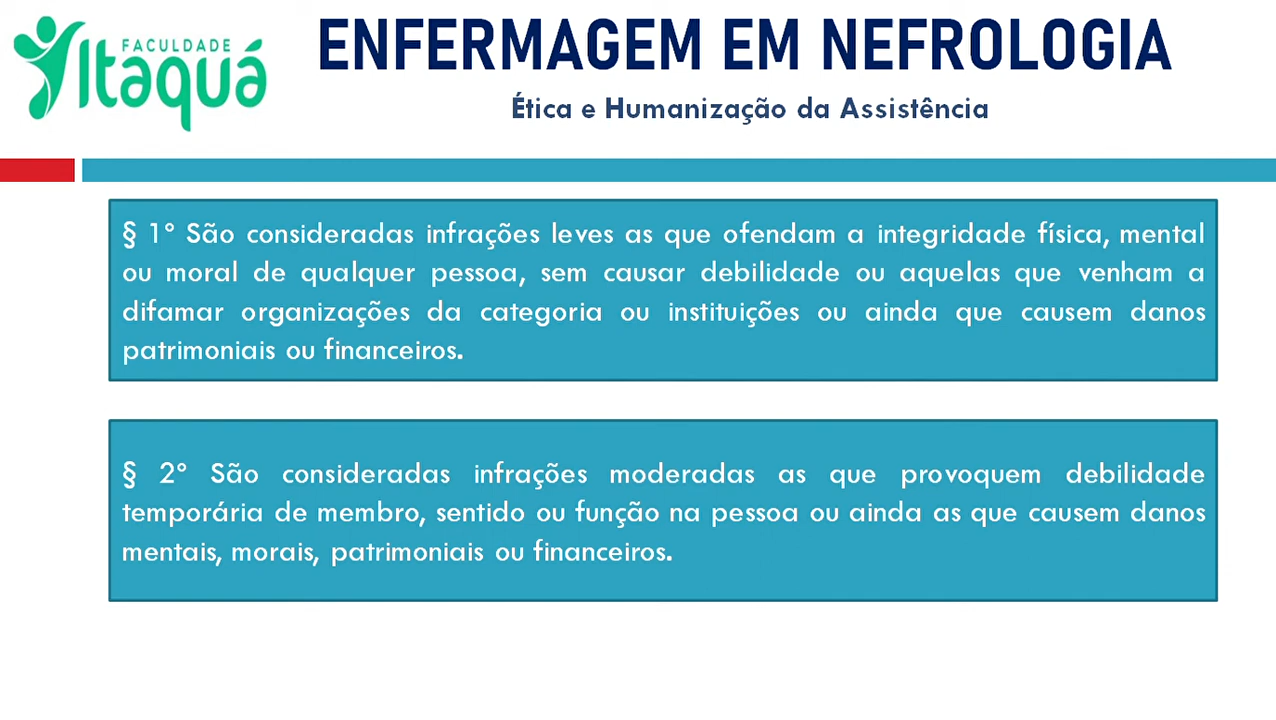 FACULDADE
Itaquá
ENFERMAGEM EM NEFROLOGIA
Ética e Humanização da Assistência
§ 1° São consideradas infrações leves as que ofendam a integridade física, mental
ou moral de qualquer pessoa, sem causar debilidade ou aquelas que venham a
difamar organizações da categoria ou instituições ou ainda que causem danos
patrimoniais ou financeiros.
§ 2° São consideradas infrações moderadas as que provoquem debilidade
temporária de membro, sentido ou função na pessoa ou ainda as que causem danos
mentais, morais, patrimoniais ou financeiros.